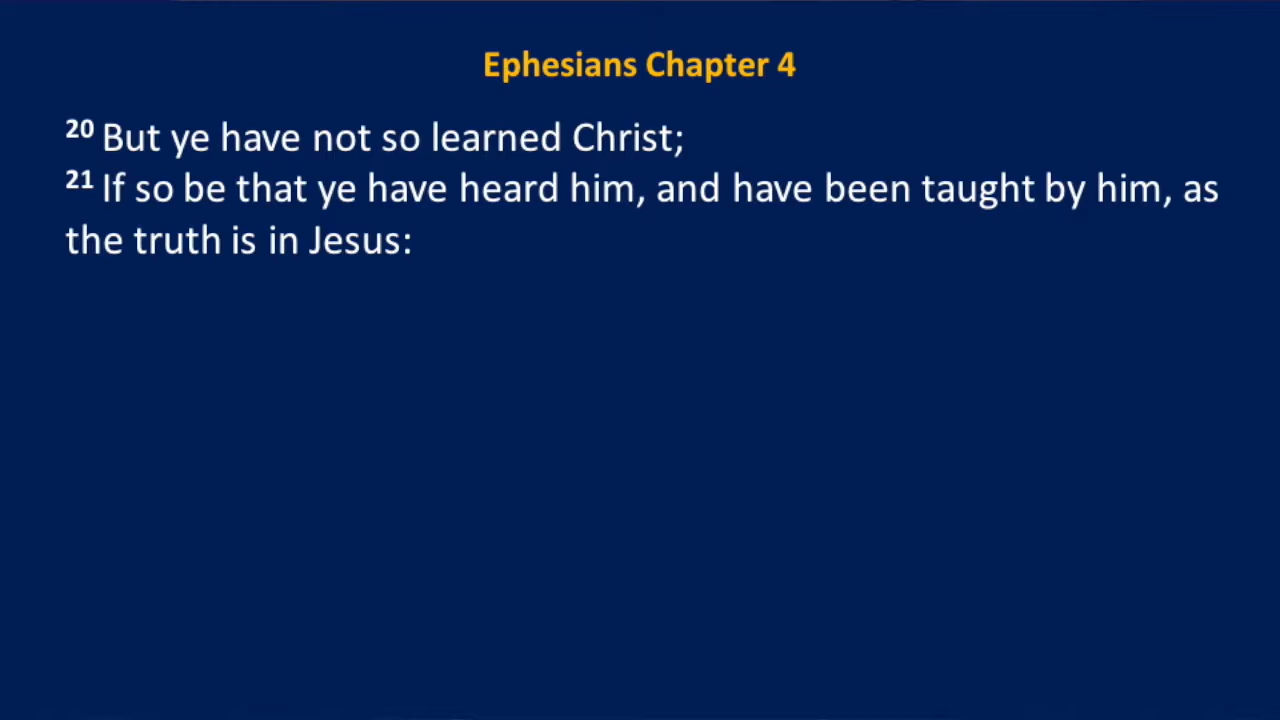 Ephesians Chapter 4
20 But ye have not so learned Christ;
21 If so be that ye have heard him, and have been taught by him, as
the truth is in Jesus: